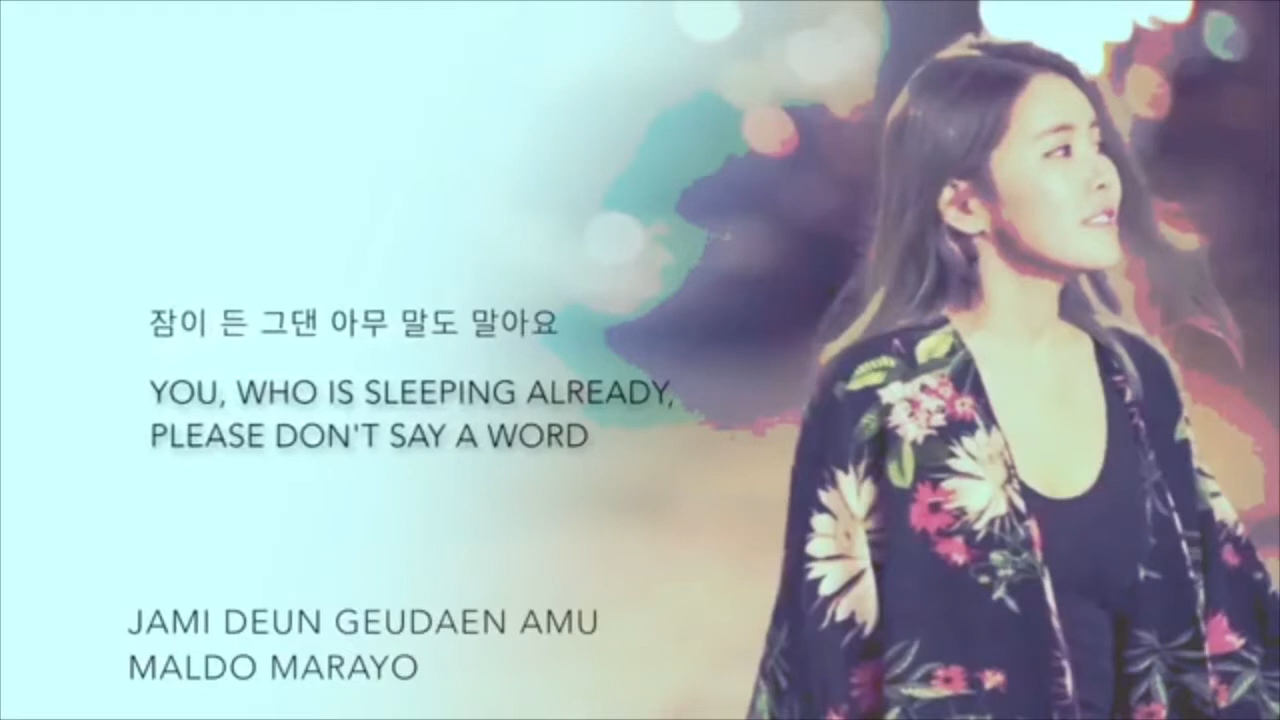 잠이 든 그댄 아무 말도 말아요
YOU, WHO IS SLEEPING ALREADY,
PLEASE DON'T SAY A WORD
JAMI DEUN GEUDAEN AMU
MALDO MARAYO